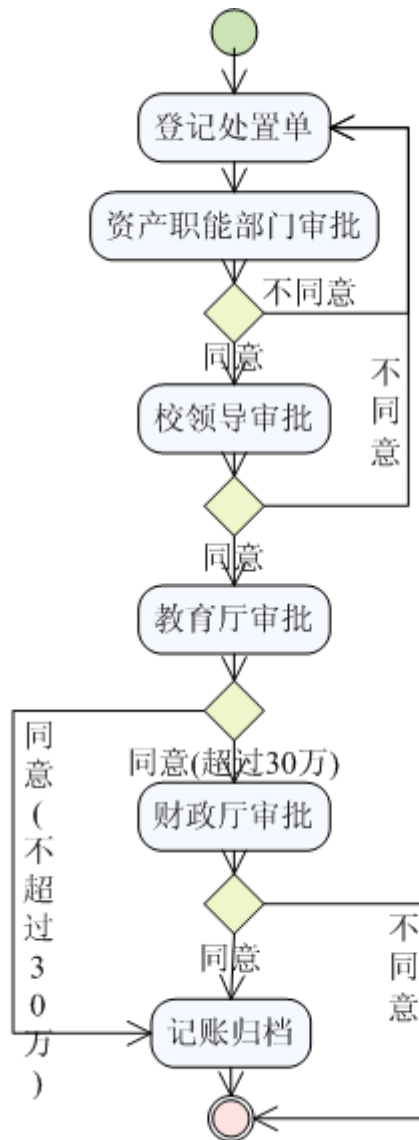 登记处置单
资产职能部门审批
不同意
同意
不同意
校领导审批
同意
教育厅审批
同意(不超过30万)
同意(超过30万)
财政厅审批
同意
不同意
记账归档